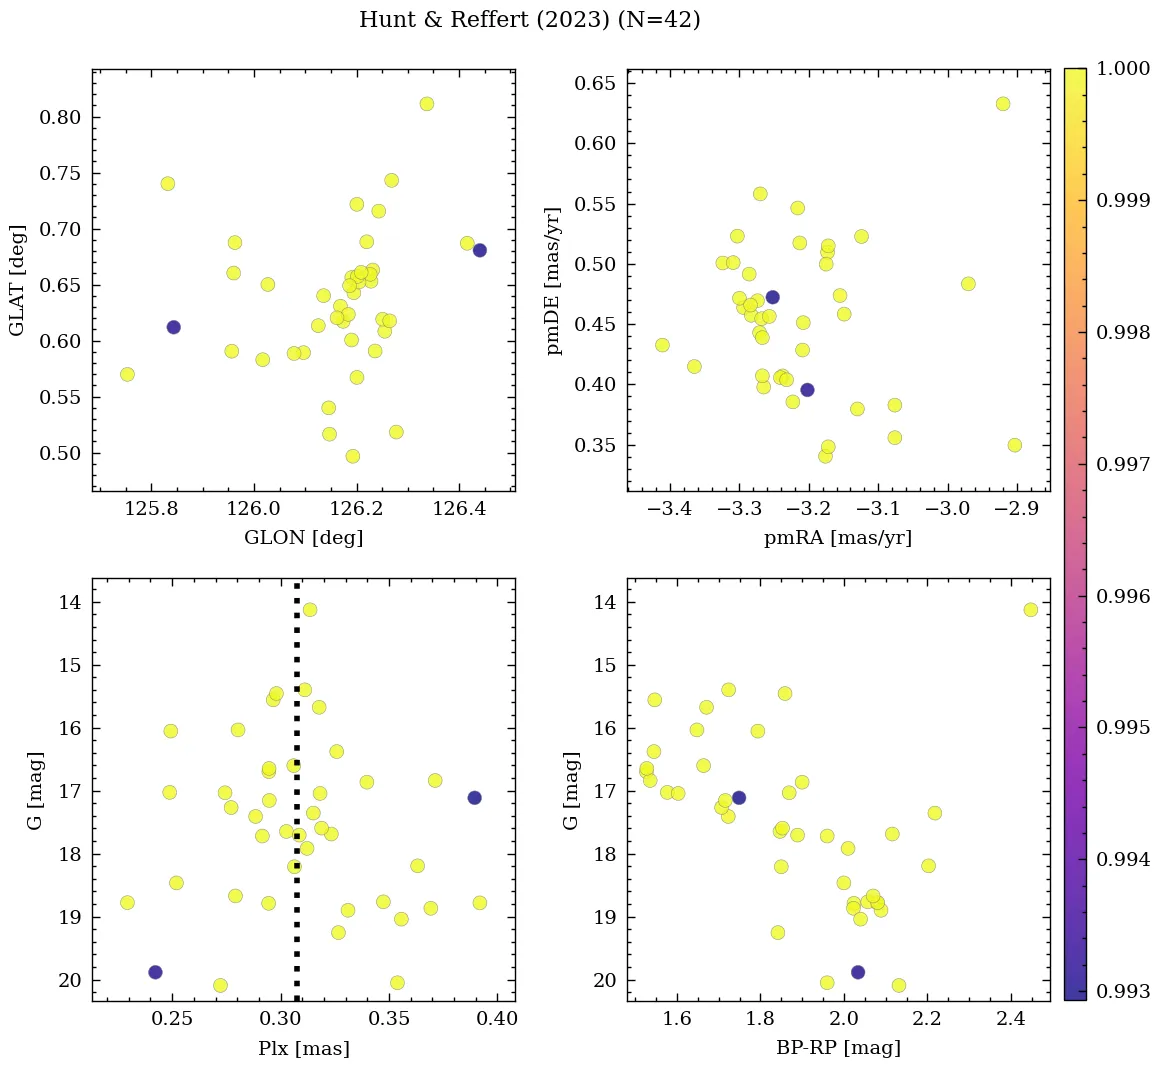 Hunt & Reffert (2023) (N=42)
GLAT [deg]
0.80
0.75
0.70
0.65
0.60
0.55
0.50
125.8 126.0 126.2 126.4
GLON [deg]
pmDE [mas/yr]
0.65
0.60
0.55
0.50
0.45
0.40
0.35
−3.4 −3.3 −3.2 −3.1 −3.0 −2.9
pmRA [mas/yr]
G [mag]
14
15
16
17
18
19
20
0.25 0.30 0.35 0.40
Plx [mas]
G [mag]
14
15
16
17
18
19
20
1.6 1.8 2.0 2.2 2.4
BP-RP [mag]
1.000
0.999
0.998
0.997
0.996
0.995
0.994
0.993